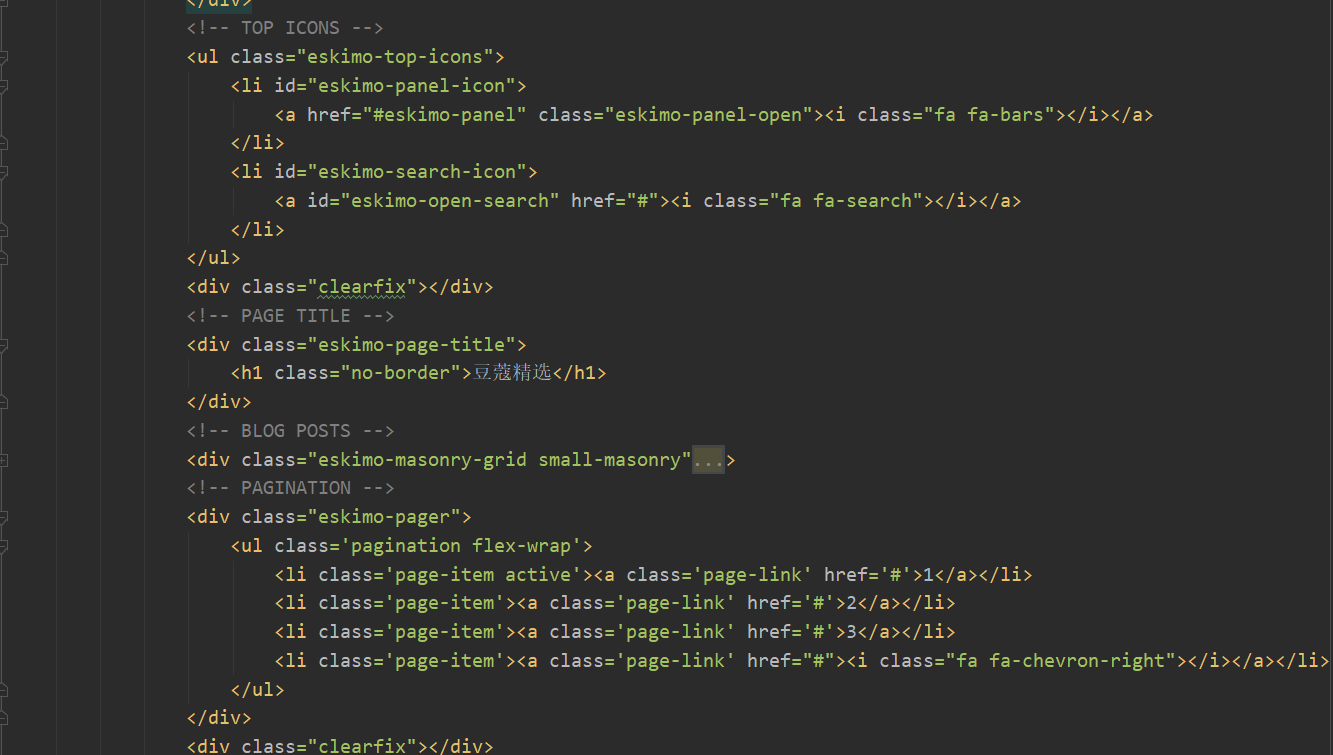 </div>
<!-- TOP ICONS -->
<ul class="eskimo-top-icons">
<li id="eskimo-panel-icon">
<a href="#eskimo-panel" class="eskimo-panel-open"><i class="fa fa-bars"></i></a>
</li>
<li id="eskimo-search-icon">
<a id="eskimo-open-search" href="#"><i class="fa fa-search"></i></a>
</li>
</ul>
<div class="clearfix"></div>
<!-- PAGE TITLE -->
<div class="eskimo-page-title">
<h1 class="no-border">豆蔻精选</h1>
</div>
<!-- BLOG POSTS -->
<div class="eskimo-masonry-grid small-masonry"...>
<!-- PAGINATION -->
<div class="eskimo-pager">
<ul class='pagination flex-wrap'>
<li class='page-item active'><a class='page-link' href='#'>1</a></li>
<li class='page-item'><a class='page-link' href='#'>2</a></li>
<li class='page-item'><a class='page-link' href='#'>3</a></li>
<li class='page-item'><a class='page-link' href="#"><i class="fa fa-chevron-right"></i></a></li>
</ul>
</div>
<div class="clearfix"></div>